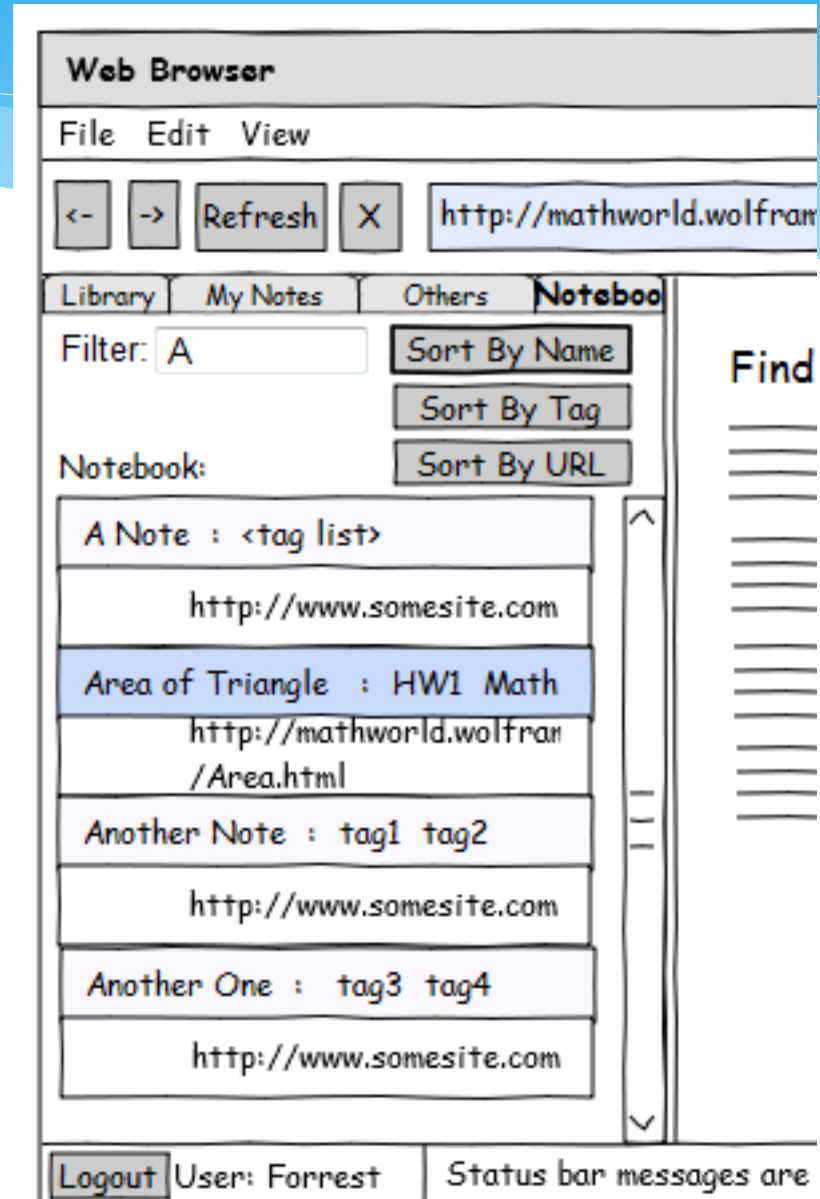 Web Browser
File Edit View
<- -> Refresh X http://mathworld.wolfram
Library My Notes Others Noteboo
Filter: A Sort By Name
Find
Sort By Tag
Notebook: Sort By URL
A Note : <tag list>
http://www.somesite.com
Area of Triangle : HW1 Math
http://mathworld.wolfram
/Area.html
Another Note : tag1 tag2
http://www.somesite.com
Another One : tag3 tag4
http://www.somesite.com
Logout User: Forrest Status bar messages are